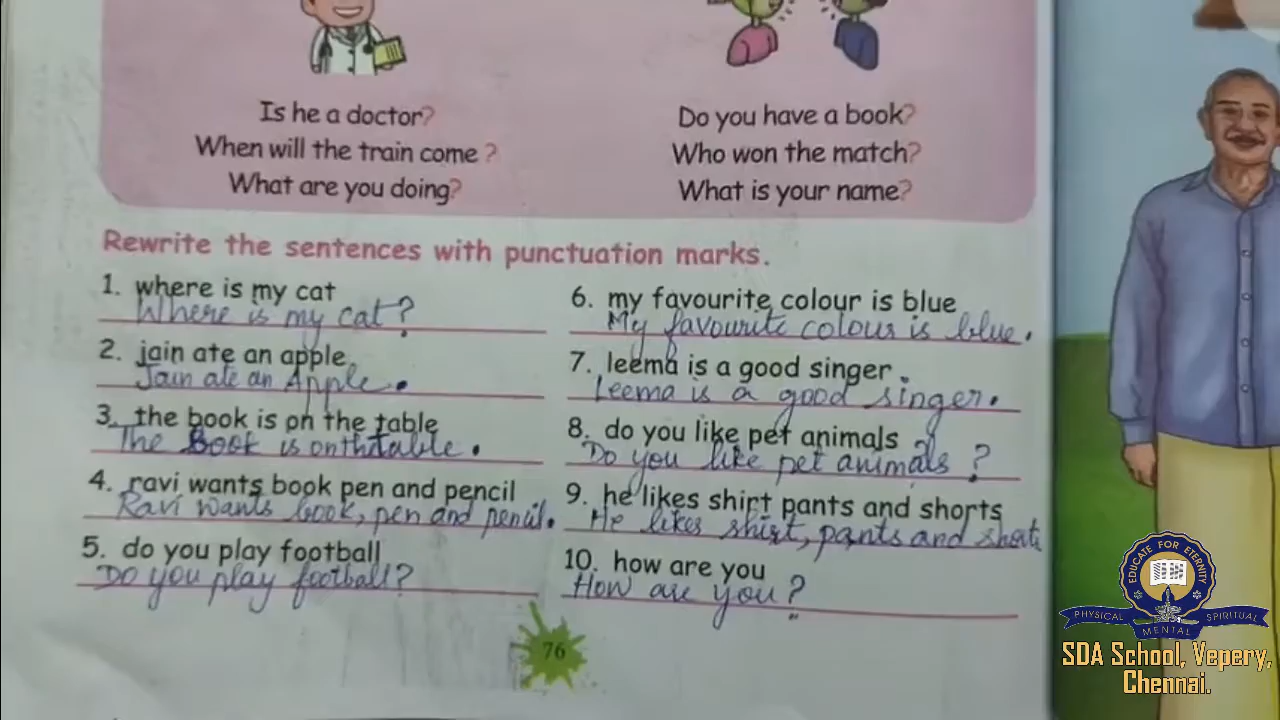 Is he a doctor?
When will the train come ?
What are you doing?
Do you have a book?
Who won the match?
What is your name?
Rewrite the sentences with punctuation marks.
1. where is my cat
Where is my cat?
2. jain ate an apple
Jain ate an Apple.
3. the book is on the table
The Book is on the table.
4. ravi wants book pen and pencil
Ravi wants book, pen and pencil.
5. do you play football
Do you play football?
6. my favourite colour is blue
My favourite colour is blue.
7. leema is a good singer
Leema is a good singer.
8. do you like pet animals
Do you like pet animals ?
9. he likes shirt pants and shorts
He likes shirt, pants and shorts
10. how are you
How are you?
76
EDUCATE FOR ETERNITY
PHYSICAL MENTAL SPIRITUAL
SDA School, Vepery,
Chennai.